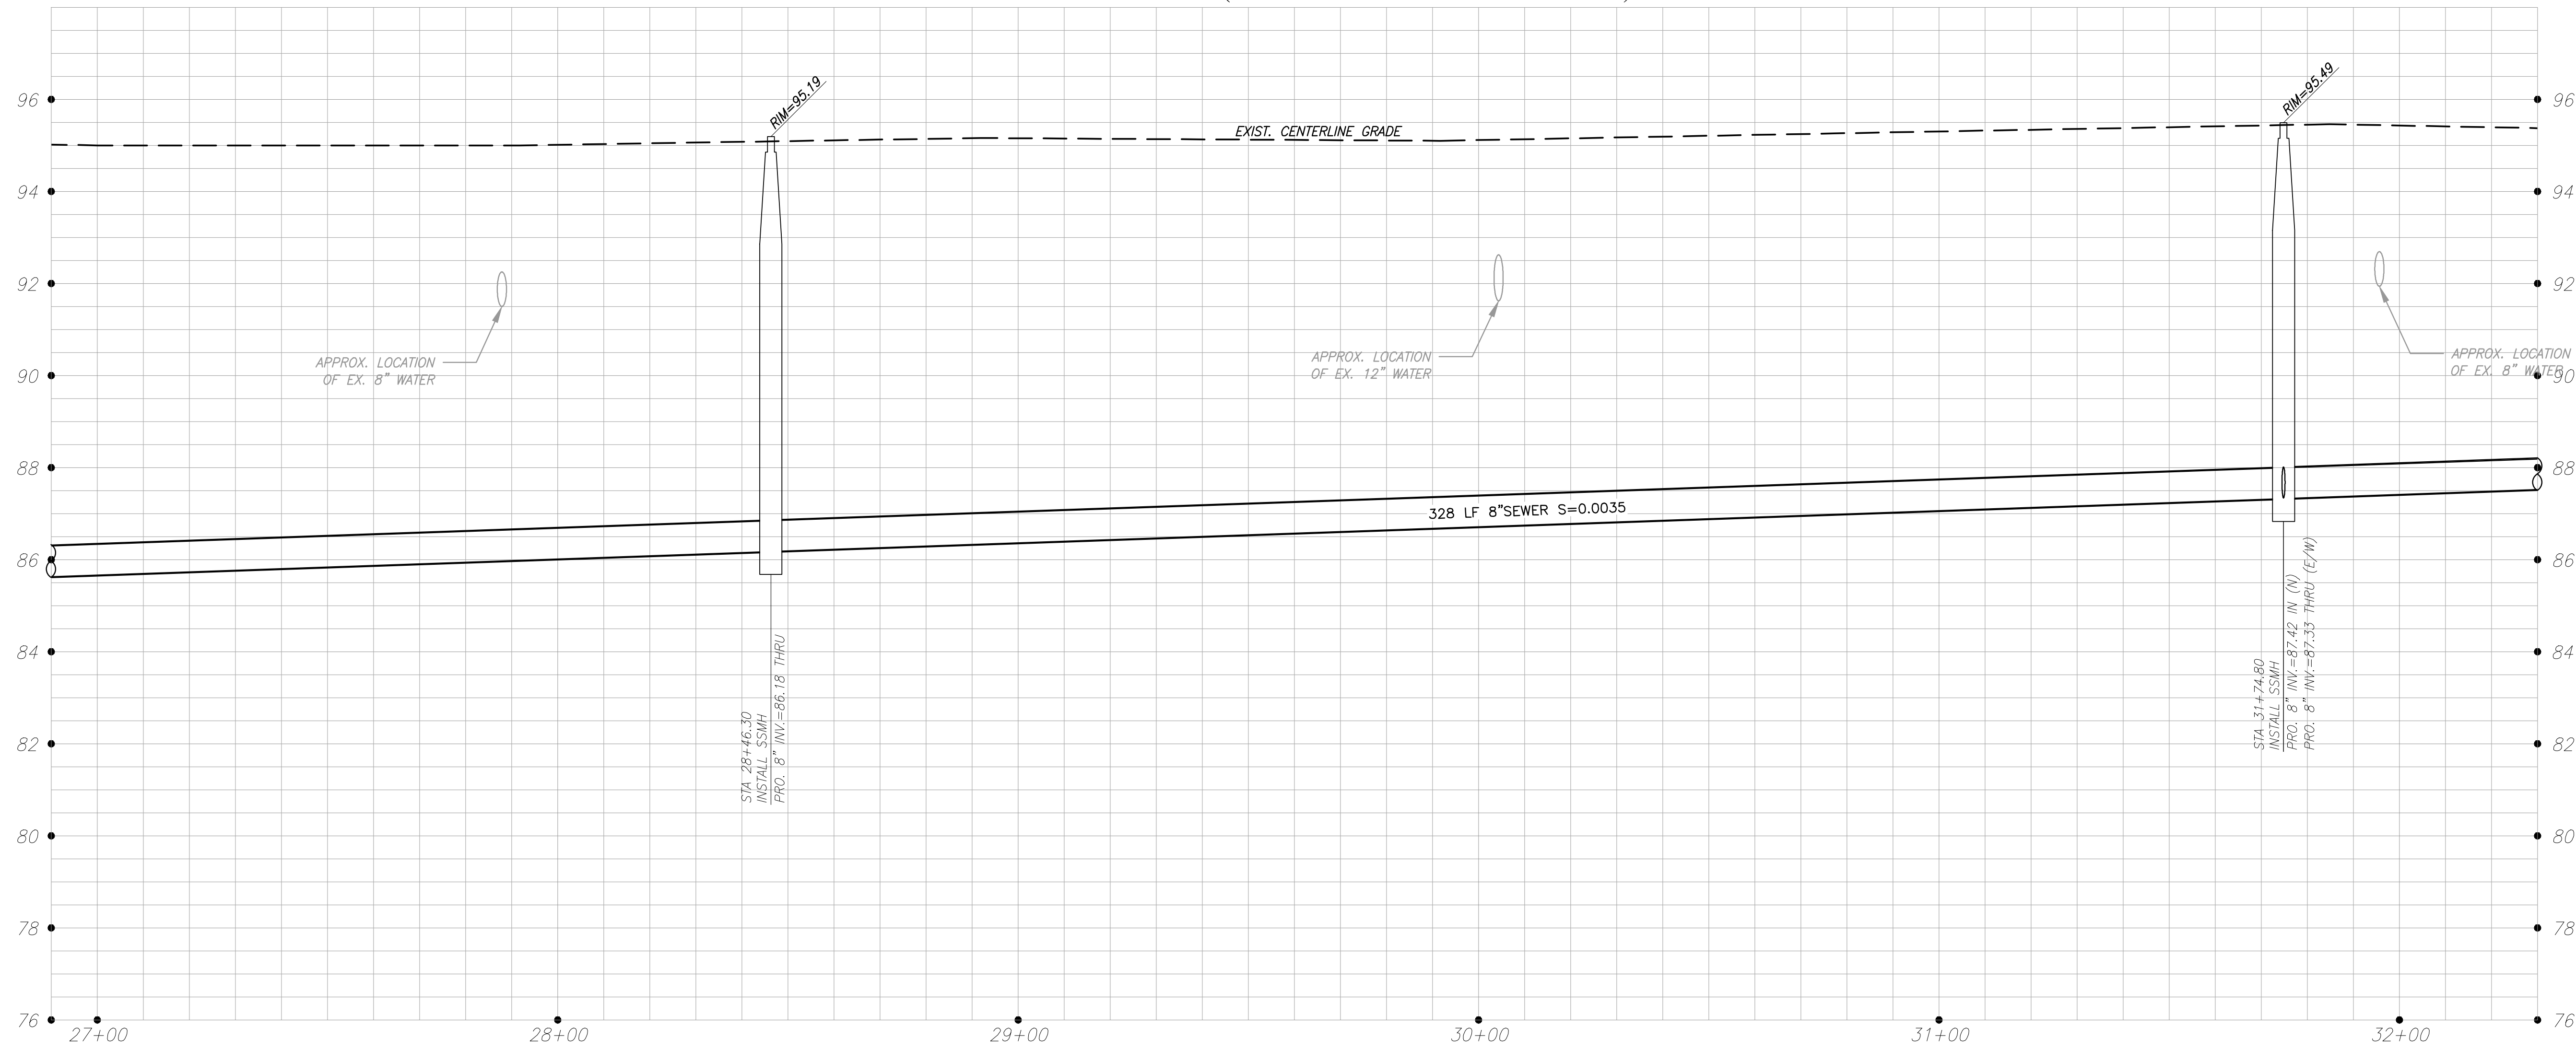 RIM=95.19
RIM=95.49
96
96
EXIST. CENTERLINE GRADE
94
94
92
92
APPROX. LOCATION
OF EX. 8" WATER
APPROX. LOCATION
OF EX. 12" WATER
APPROX. LOCATION
OF EX. 8" WATER
90
90
88
88
328 LF 8"SEWER S=0.0035
86
86
84
84
STA 28+46.30
INSTALL SSMH
PRO. 8" INV.=86.18 THRU
STA 31+74.80
INSTALL SSMH
PRO. 8" INV.=87.42 IN (N)
PRO. 8" INV.=87.33 THRU (E/W)
82
82
80
80
78
78
76
76
27+00
28+00
29+00
30+00
31+00
32+00